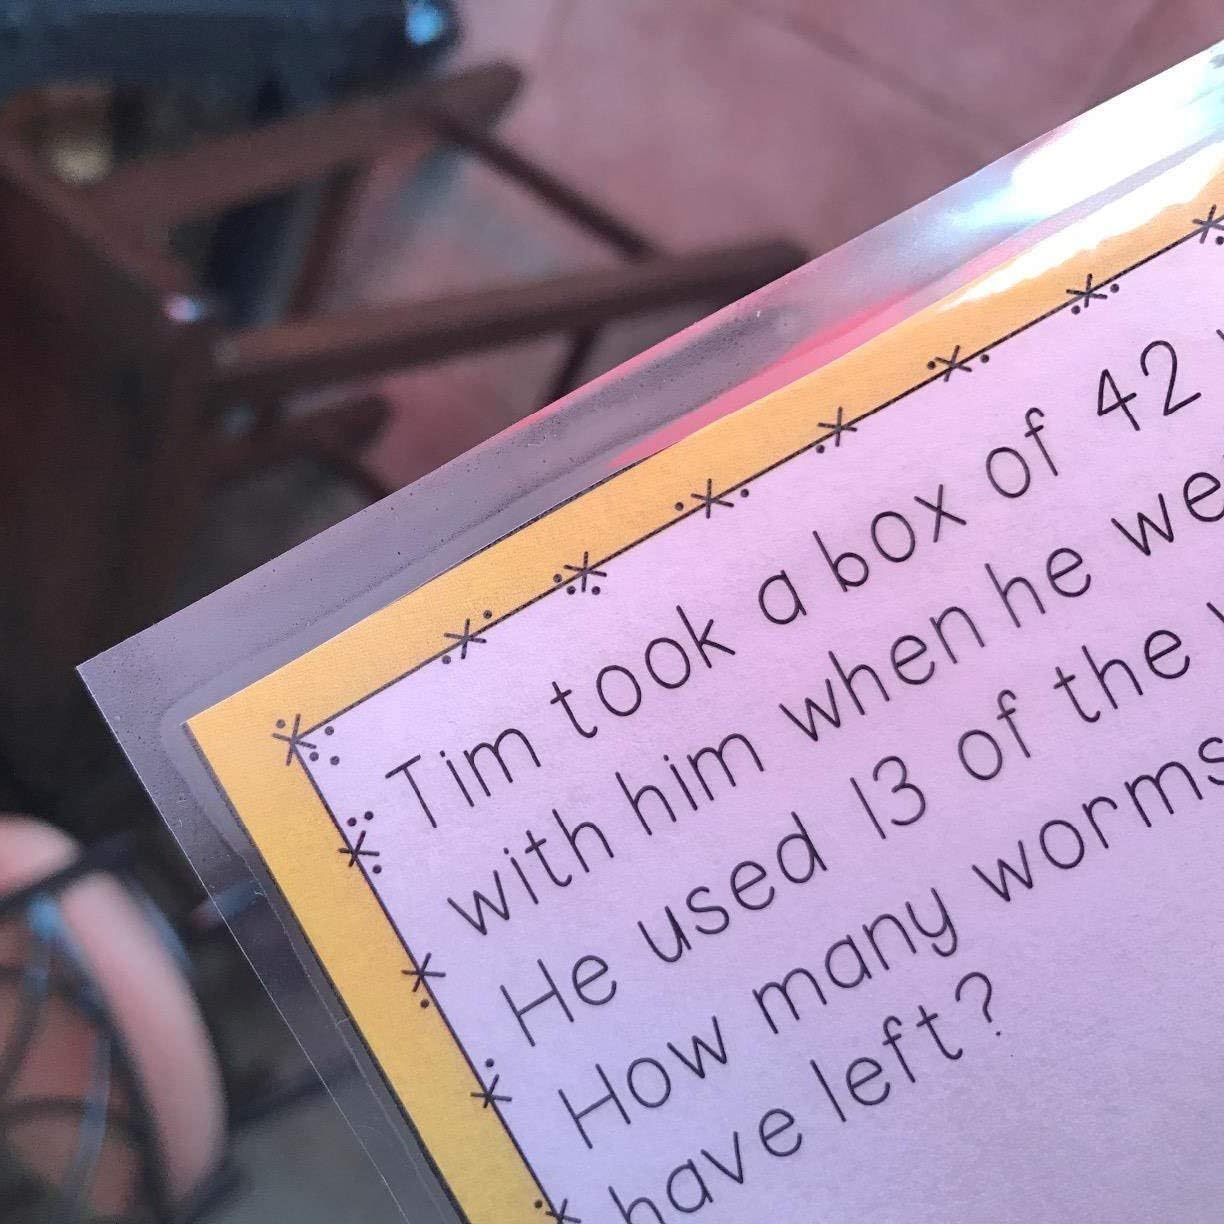 Tim took a box of 42
with him when he we
He used 13 of the
How many worms
have left?